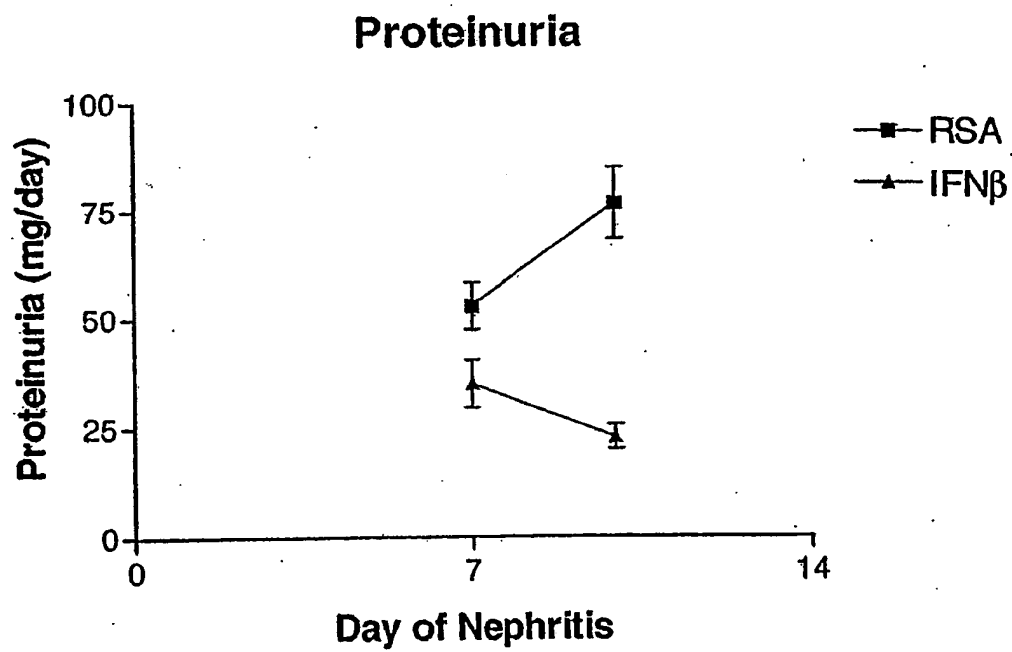 Proteinuria
Proteinuria (mg/day)
100
75
50
25
0
0
7
14
Day of Nephritis
RSA
IFNβ